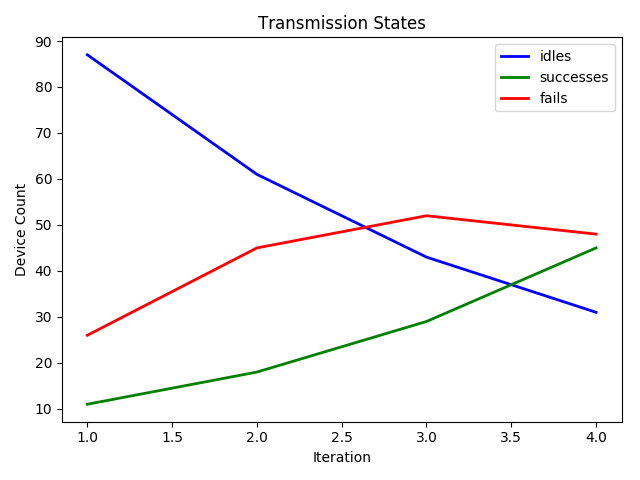 Transmission States
90
80
70
60
50
40
30
20
10
Device Count
idles
successes
fails
1.0 1.5 2.0 2.5 3.0 3.5 4.0
Iteration